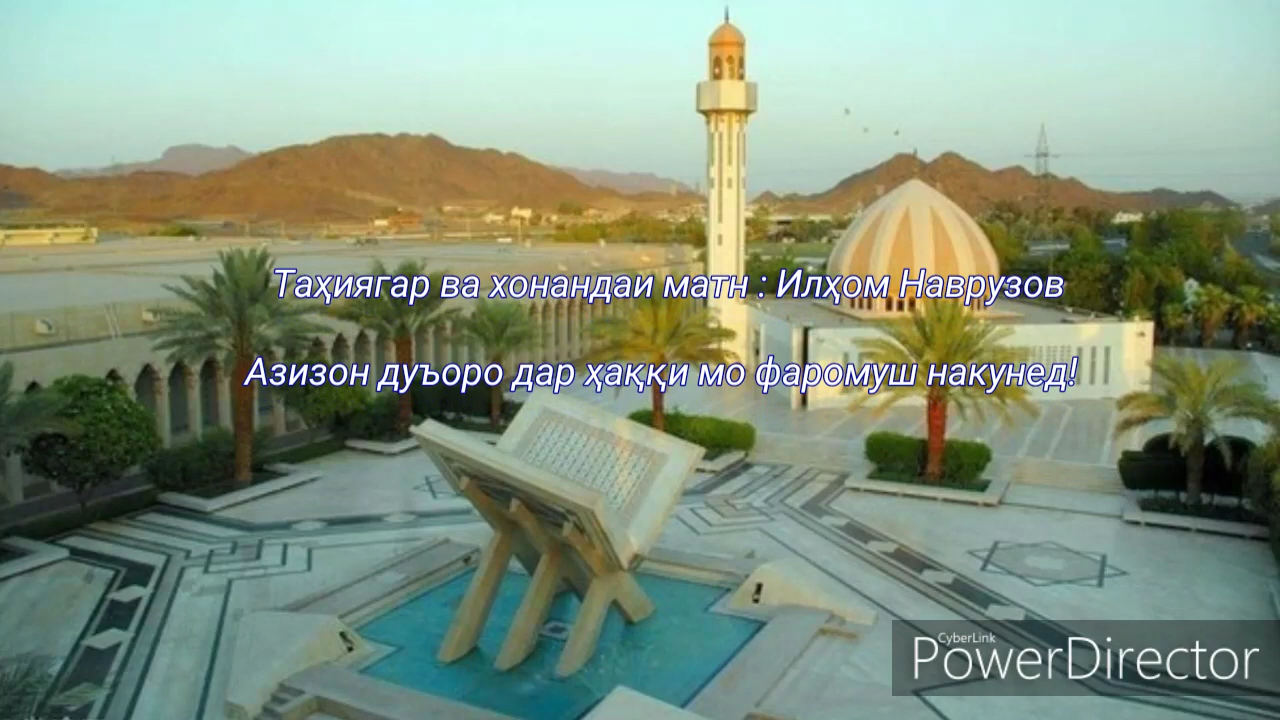 Таҳиягар ва хонандаи матн : Илҳом Наврузов
Азизон дуъоро дар ҳаққи мо фаромуш накунед!
CyberLink
PowerDirector